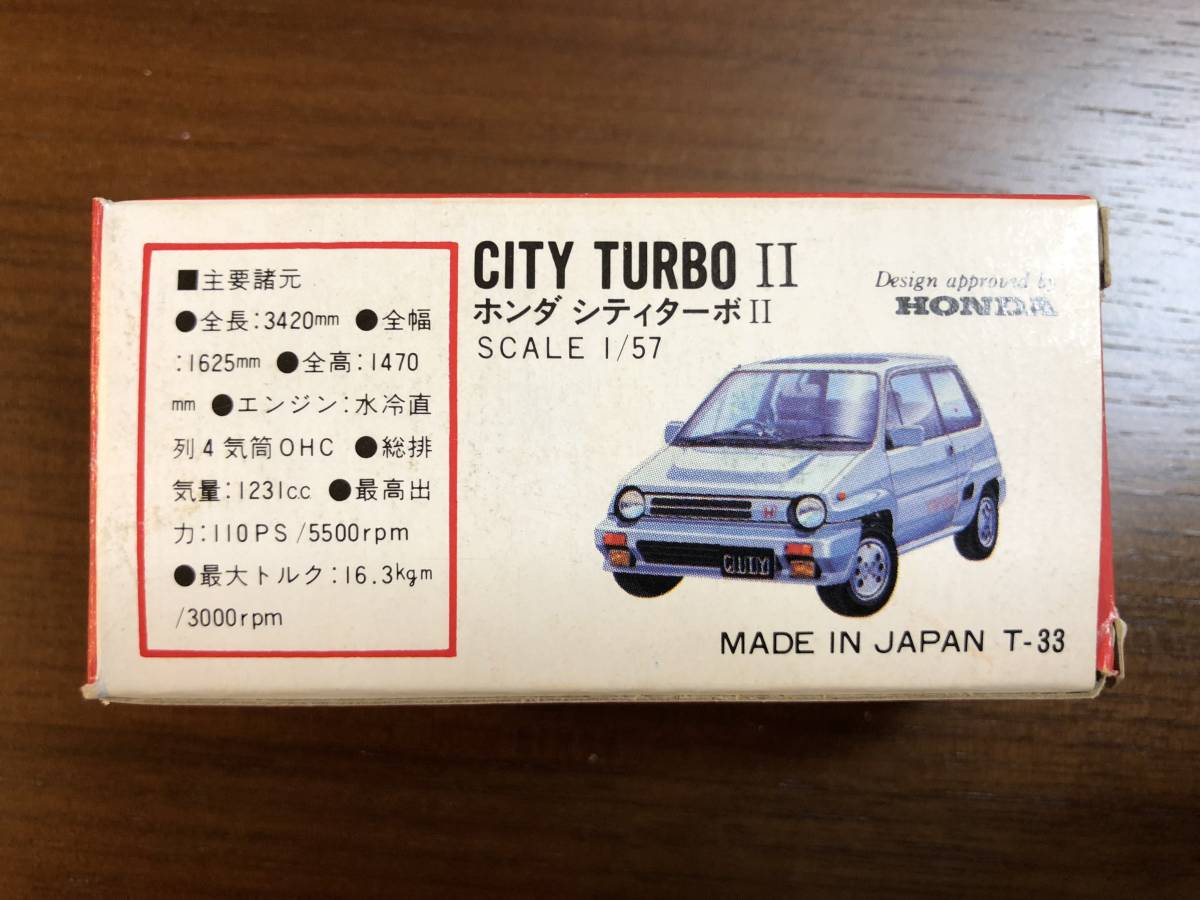 ■主要諸元
●全長:3420mm ●全幅
:1625mm ●全高:1470
mm ●エンジン:水冷直
列4気筒OHC ●総排
気量:1231cc ●最高出
力:110PS/5500rpm
●最大トルク:16.3kgm
/3000rpm
CITY TURBO II
ホンダ シティターボII
SCALE 1/57
Design approved by
HONDA
CITY
MADE IN JAPAN T-33